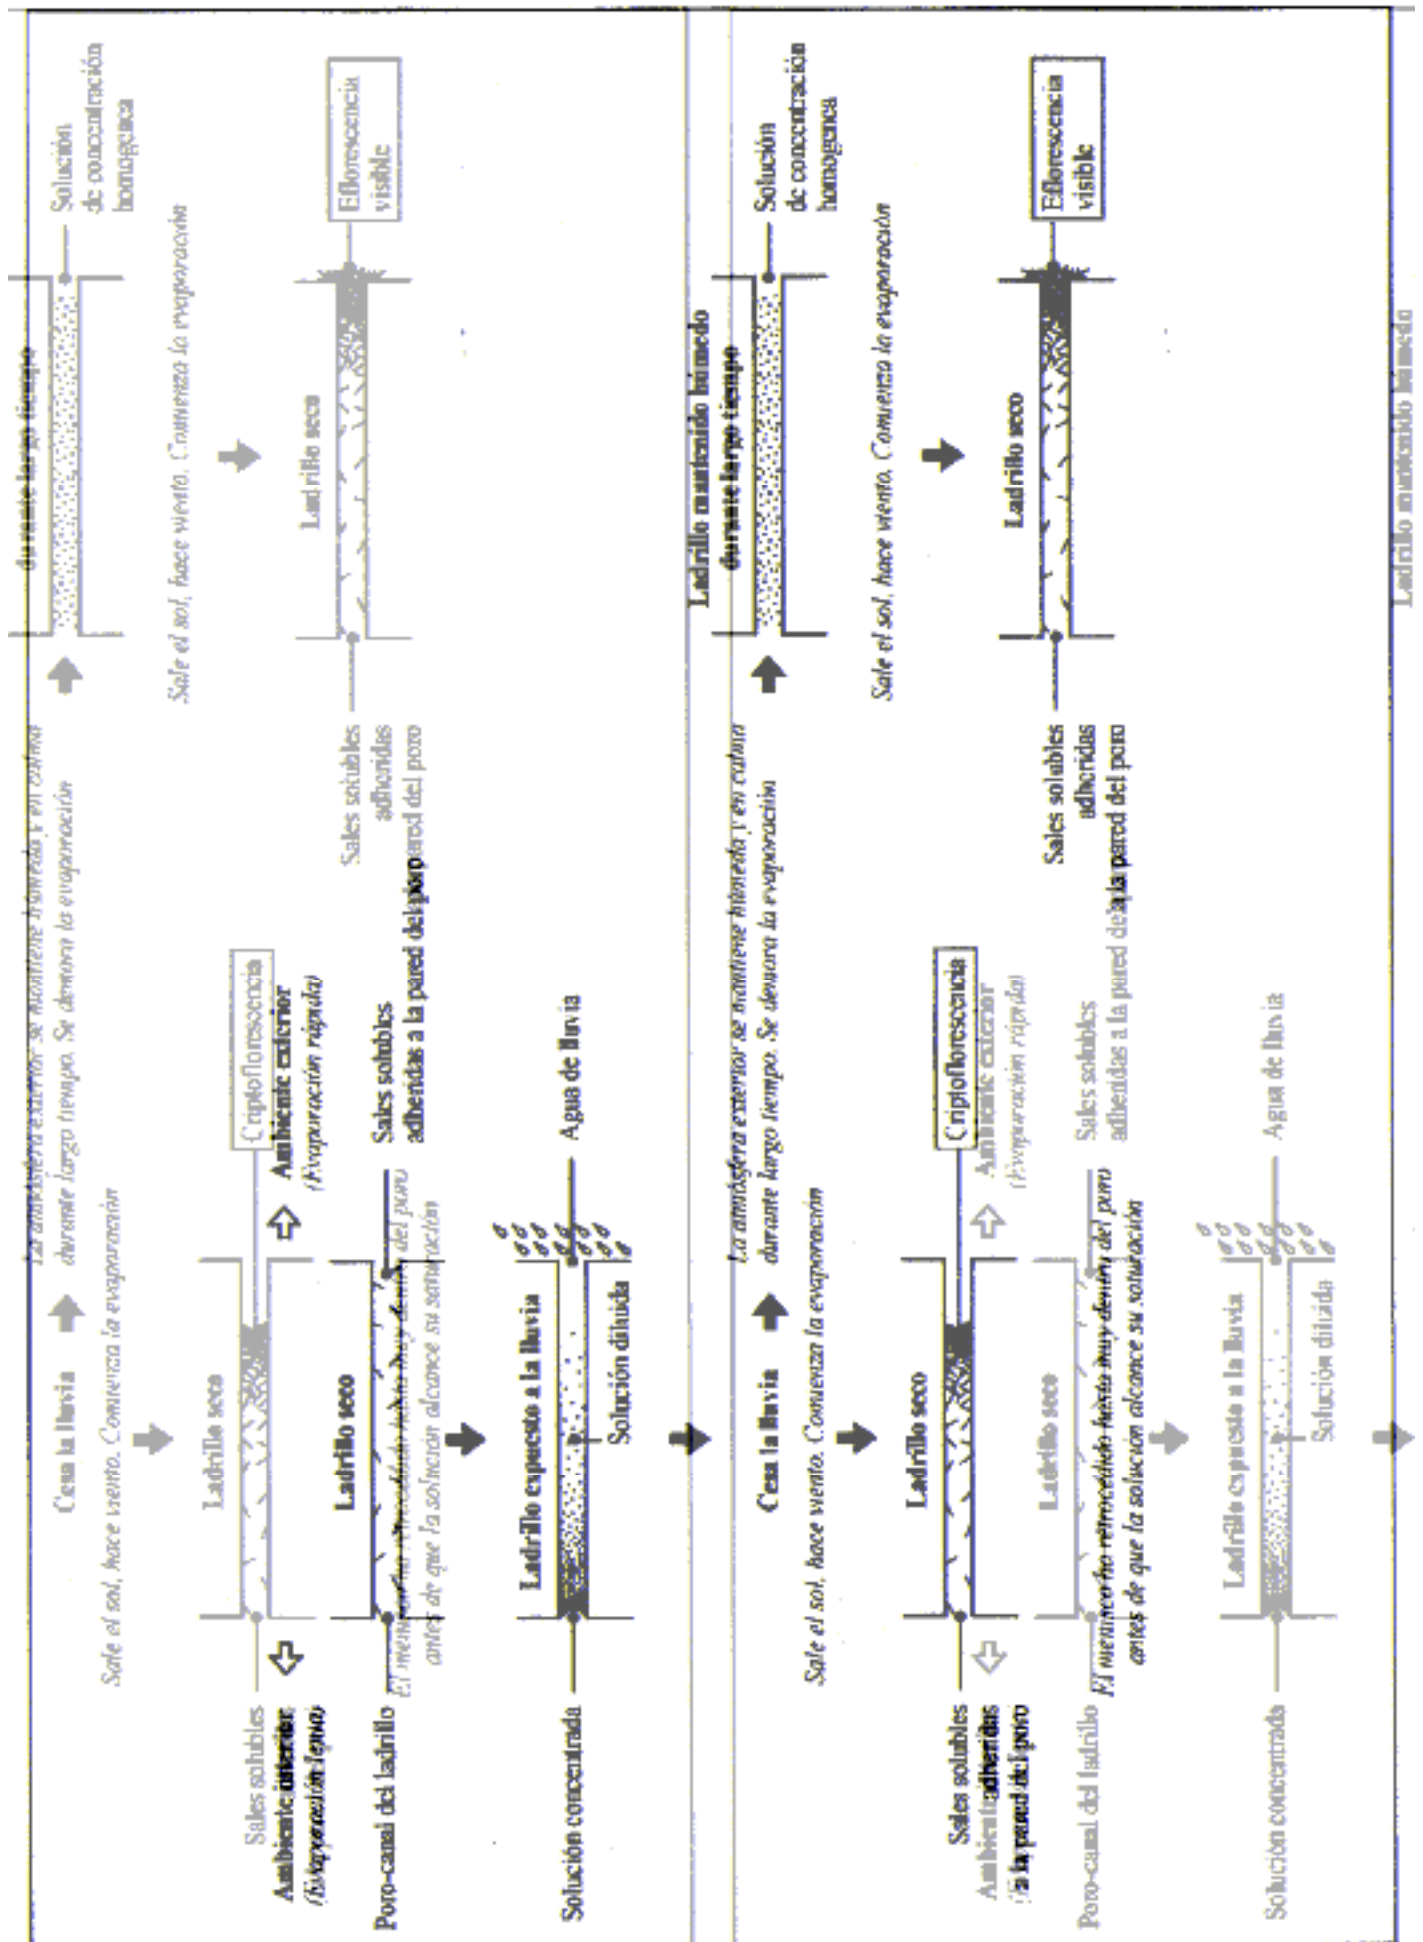 Ambiente interior
(Evaporación lenta)
Ambiente exterior
(Evaporación rápida)
Ladrillo seco
Poro-canal del ladrillo
Sales solubles
adheridas a la pared del poro
Ladrillo expuesto a la lluvia
Solución concentrada
Solución diluida
Agua de lluvia
Cesa la lluvia
La atmósfera exterior se mantiene húmeda y en calma
durante largo tiempo. Se demora la evaporación
Ladrillo mantenido húmedo
durante largo tiempo
Solución
de concentración
homogenea
Sale el sol, hace viento. Comienza la evaporación
Sale el sol, hace viento. Comienza la evaporación
Ladrillo seco
Sales solubles
adheridas
a la pared del poro
Criptoflorescencia
El menisco ha retrocedido hasta muy dentro del poro
antes de que la solución alcance su saturación
Ladrillo seco
Sales solubles
adheridas
a la pared del poro
Eflorescencia
visible
durante largo tiempo
Solución
de concentración
homogenea
La atmósfera exterior se mantiene húmeda y en calma
durante largo tiempo. Se demora la evaporación
Cesa la lluvia
Sale el sol, hace viento. Comienza la evaporación
Sale el sol, hace viento. Comienza la evaporación
Ladrillo seco
Sales solubles
Criptoflorescencia
antes de que la solución alcance su saturación
Ladrillo seco
Sales solubles
adheridas
pared del poro
Eflorescencia
visible
Ambiente exterior
(Evaporación rápida)
Ladrillo seco
Poro-canal del ladrillo
Sales solubles
adheridas a la pared del
Ladrillo expuesto a la lluvia
Solución concentrada
Solución diluida
Agua de lluvia
Ladrillo mantenido húmedo